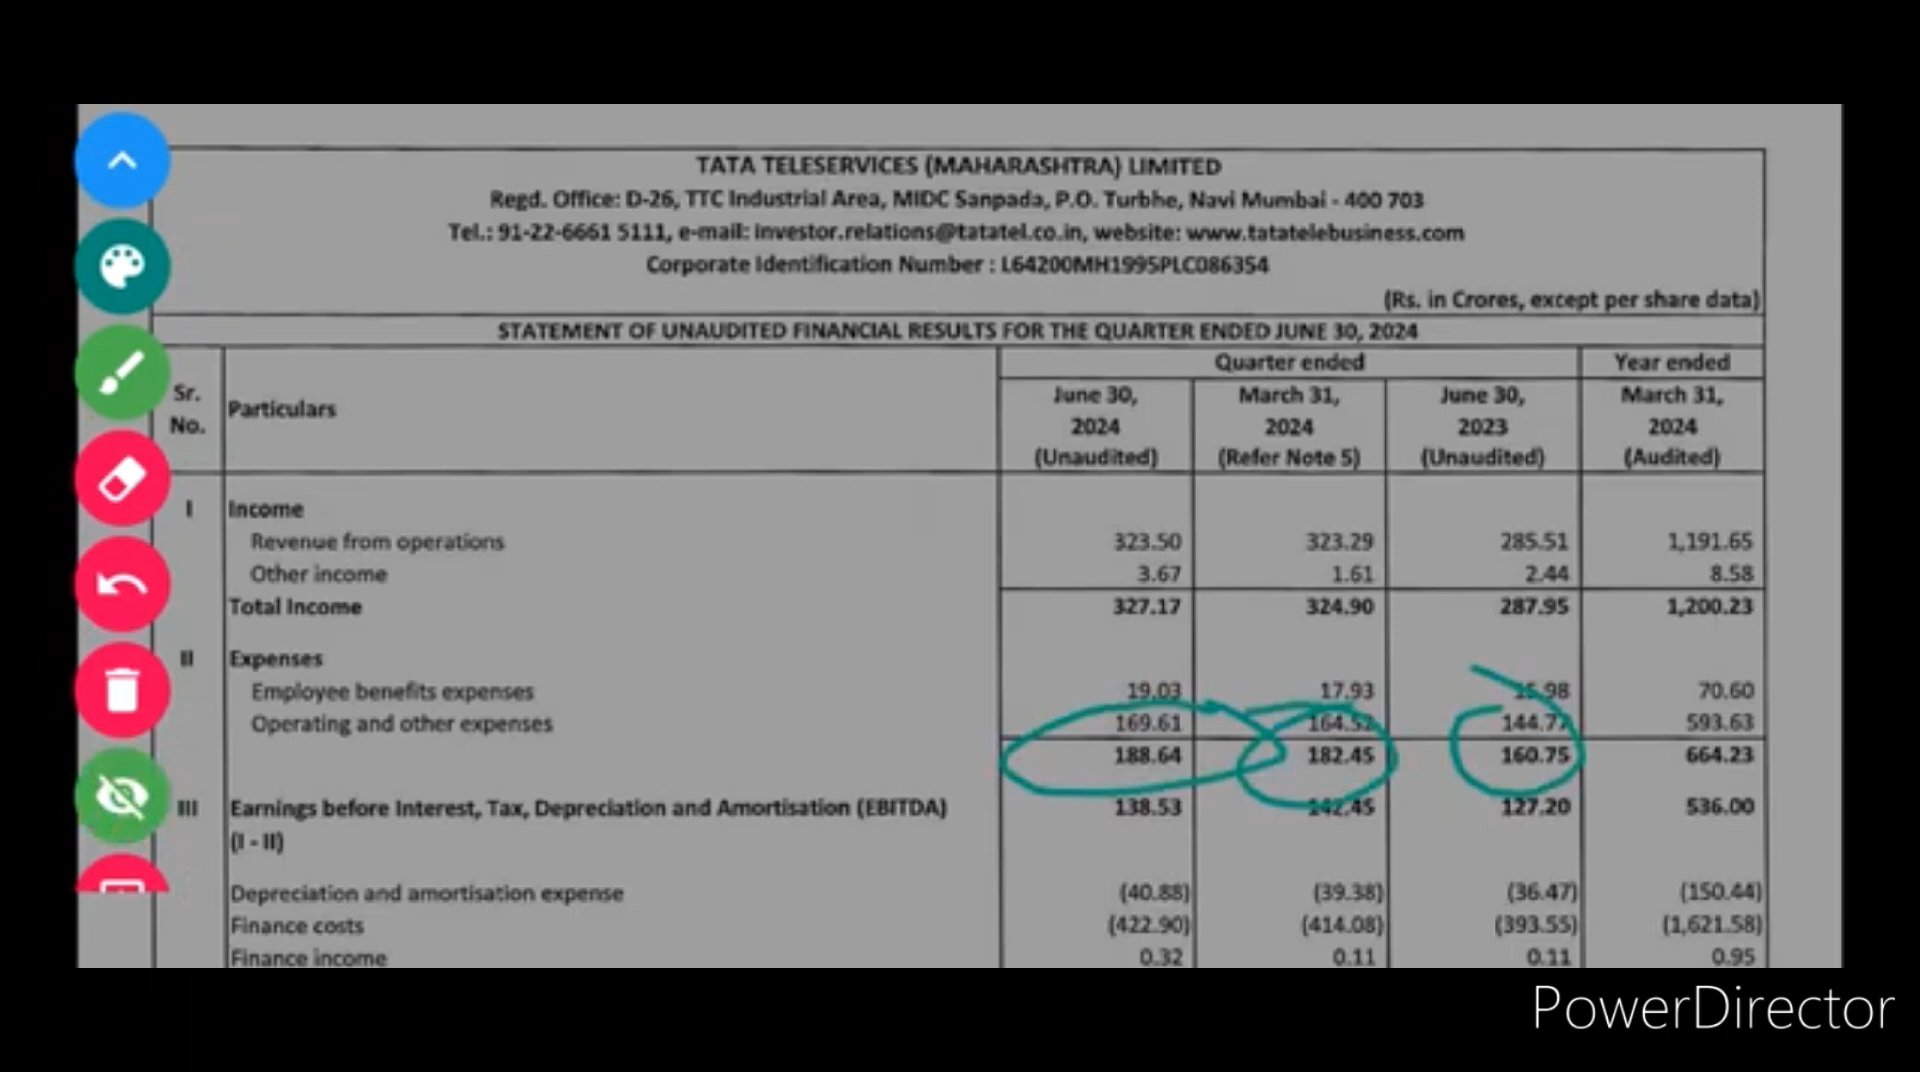 TATA TELESERVICES (MAHARASHTRA) LIMITED
Regd. Office: D-26, TTC Industrial Area, MIDC Sanpada, P.O. Turbhe, Navi Mumbai - 400 703
Tel.: 91-22-6661 5111, e-mail: investor.relations@tatatel.co.in, website: www.tatatelebusiness.com
Corporate Identification Number : L64200MH1995PLC086354
(Rs. in Crores, except per share data)
STATEMENT OF UNAUDITED FINANCIAL RESULTS FOR THE QUARTER ENDED JUNE 30, 2024
Quarter ended Year ended
Sr. No. Particulars June 30, 2024 (Unaudited) March 31, 2024 (Refer Note 5) June 30, 2023 (Unaudited) March 31, 2024 (Audited)
I Income
Revenue from operations 323.50 323.29 285.51 1,191.65
Other income 3.67 1.61 2.44 8.58
Total Income 327.17 324.90 287.95 1,200.23
II Expenses
Employee benefits expenses 19.03 17.93 15.98 70.60
Operating and other expenses 169.61 164.52 144.77 593.63
188.64 182.45 160.75 664.23
III Earnings before Interest, Tax, Depreciation and Amortisation (EBITDA) 138.53 142.45 127.20 536.00
(I - II)
Depreciation and amortisation expense (40.88) (39.38) (36.47) (150.44)
Finance costs (422.90) (414.08) (393.55) (1,621.58)
Finance income 0.32 0.11 0.11 0.95
PowerDirector